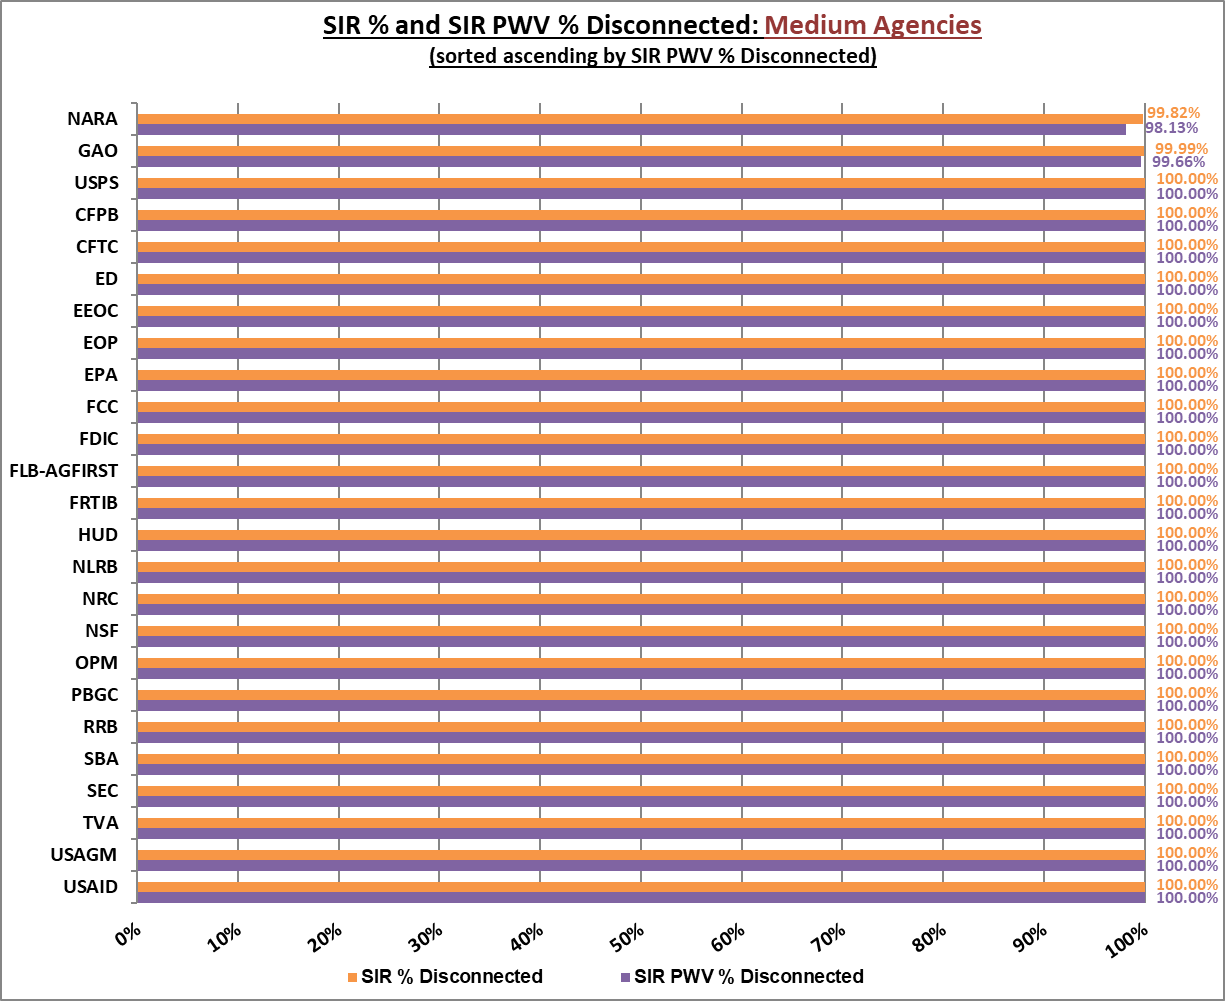 SIR % and SIR PWV % Disconnected: Medium Agencies
(sorted ascending by SIR PWV % Disconnected)
NARA 99.82%
98.13%
GAO 99.99%
99.66%
USPS 100.00%
100.00%
CFPB 100.00%
100.00%
CFTC 100.00%
100.00%
ED 100.00%
100.00%
EEOC 100.00%
100.00%
EOP 100.00%
100.00%
EPA 100.00%
100.00%
FCC 100.00%
100.00%
FDIC 100.00%
100.00%
FLB-AGFIRST 100.00%
100.00%
FRTIB 100.00%
100.00%
HUD 100.00%
100.00%
NLRB 100.00%
100.00%
NRC 100.00%
100.00%
NSF 100.00%
100.00%
OPM 100.00%
100.00%
PBGC 100.00%
100.00%
RRB 100.00%
100.00%
SBA 100.00%
100.00%
SEC 100.00%
100.00%
TVA 100.00%
100.00%
USAGM 100.00%
100.00%
USAID 100.00%
100.00%
0% 10% 20% 30% 40% 50% 60% 70% 80% 90% 100%
SIR % Disconnected SIR PWV % Disconnected